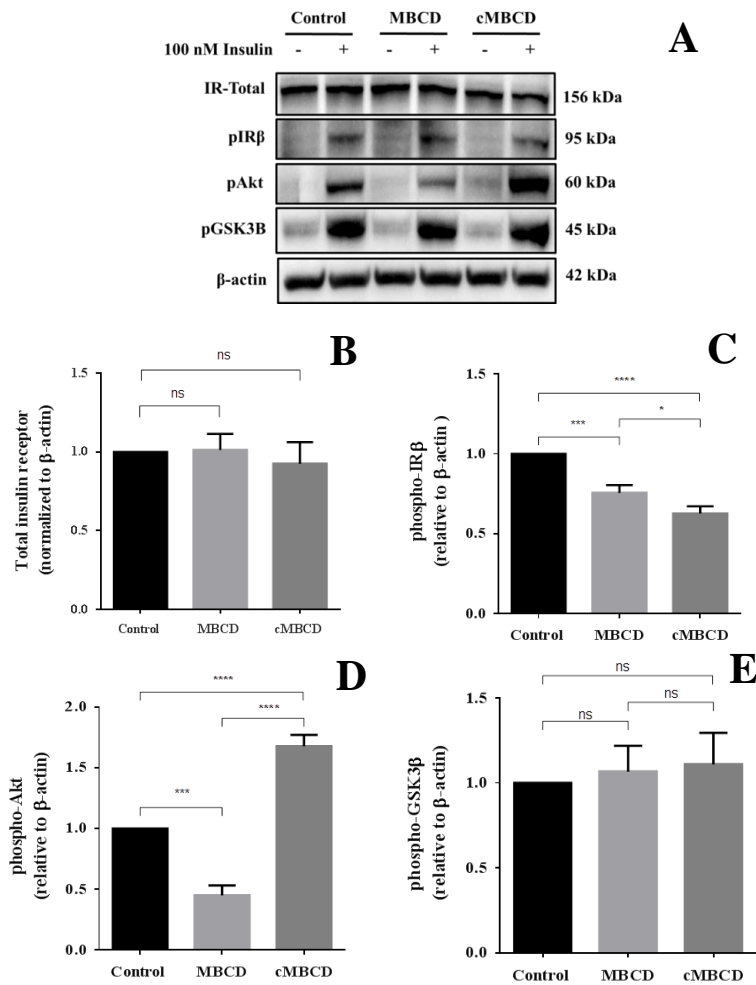 Control MBCD cMBCD A
100 nM Insulin - + - + - +
IR-Total 156 kDa
pIRβ 95 kDa
pAkt 60 kDa
pGSK3B 45 kDa
β-actin 42 kDa
B
Total insulin receptor
(normalized to β-actin)
1.5
1.0
0.5
0.0
ns
ns
Control MBCD cMBCD
C
phospho-IRβ
(relative to β-actin )
1.5
1.0
0.5
0.0
****
***
*
Control MBCD cMBCD
D
phospho-Akt
(relative to β-actin)
2.0
1.5
1.0
0.5
0.0
****
****
***
Control MBCD cMBCD
E
phospho-GSK3β
(relative to β-actin)
1.5
1.0
0.5
0.0
ns
ns
ns
Control MBCD cMBCD